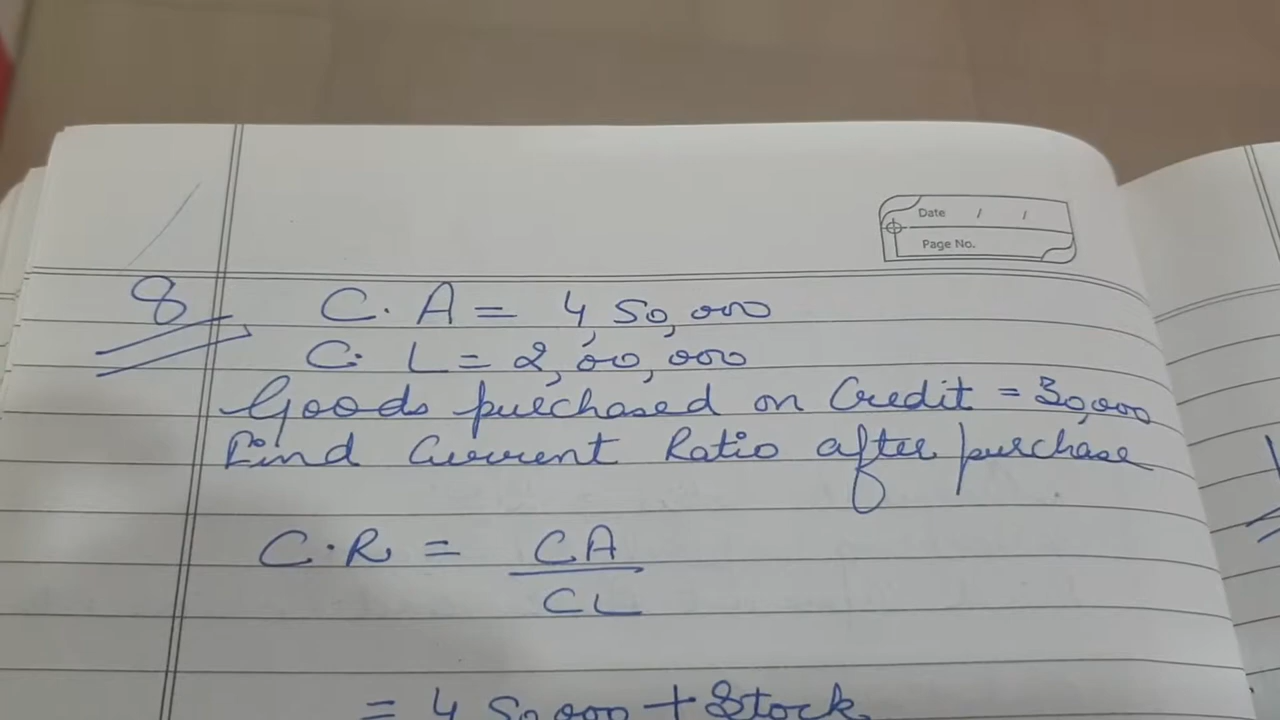 Date / /
Page No.
8 C. A = 4,50,000
C. L = 2,00,000
Goods purchased on Credit = 30,000
Find Current Ratio after purchase
C.R = CA
CL
= 4 50,000 + Stock